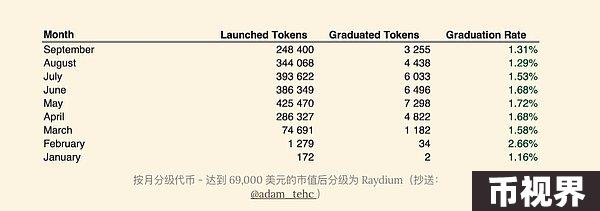 Month Launched Tokens Graduated Tokens Graduation Rate
September 248 400 3 255 1.31%
August 344 068 4 438 1.29%
July 393 622 6 033 1.53%
June 386 349 6 496 1.68%
May 425 470 7 298 1.72%
April 286 327 4 822 1.68%
March 74 691 1 182 1.58%
February 1 279 34 2.66%
January 172 2 1.16%
按月分级代币 – 达到 69,000 美元的市值后分级为 Raydium（抄送：
@adam_tehc ）
币视界